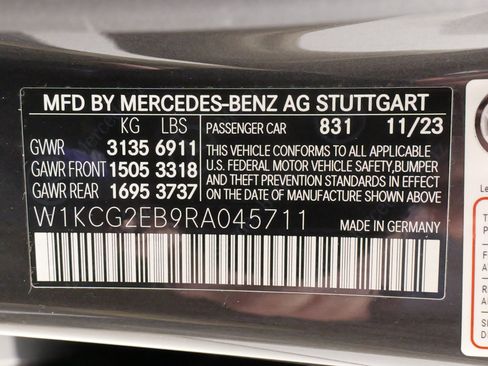 MFD BY MERCEDES-BENZ AG STUTTGART
KG LBS PASSENGER CAR 831 11/23
GVWR 3135 6911
GAWR FRONT 1505 3318
GAWR REAR 1695 3737
THIS VEHICLE CONFORMS TO ALL APPLICABLE
U.S. FEDERAL MOTOR VEHICLE SAFETY, BUMPER
AND THEFT PREVENTION STANDARDS IN EFFECT
ON THE DATE OF MANUFACTURE SHOWN ABOVE.
W1KCG2EB9RA045711 MADE IN GERMANY